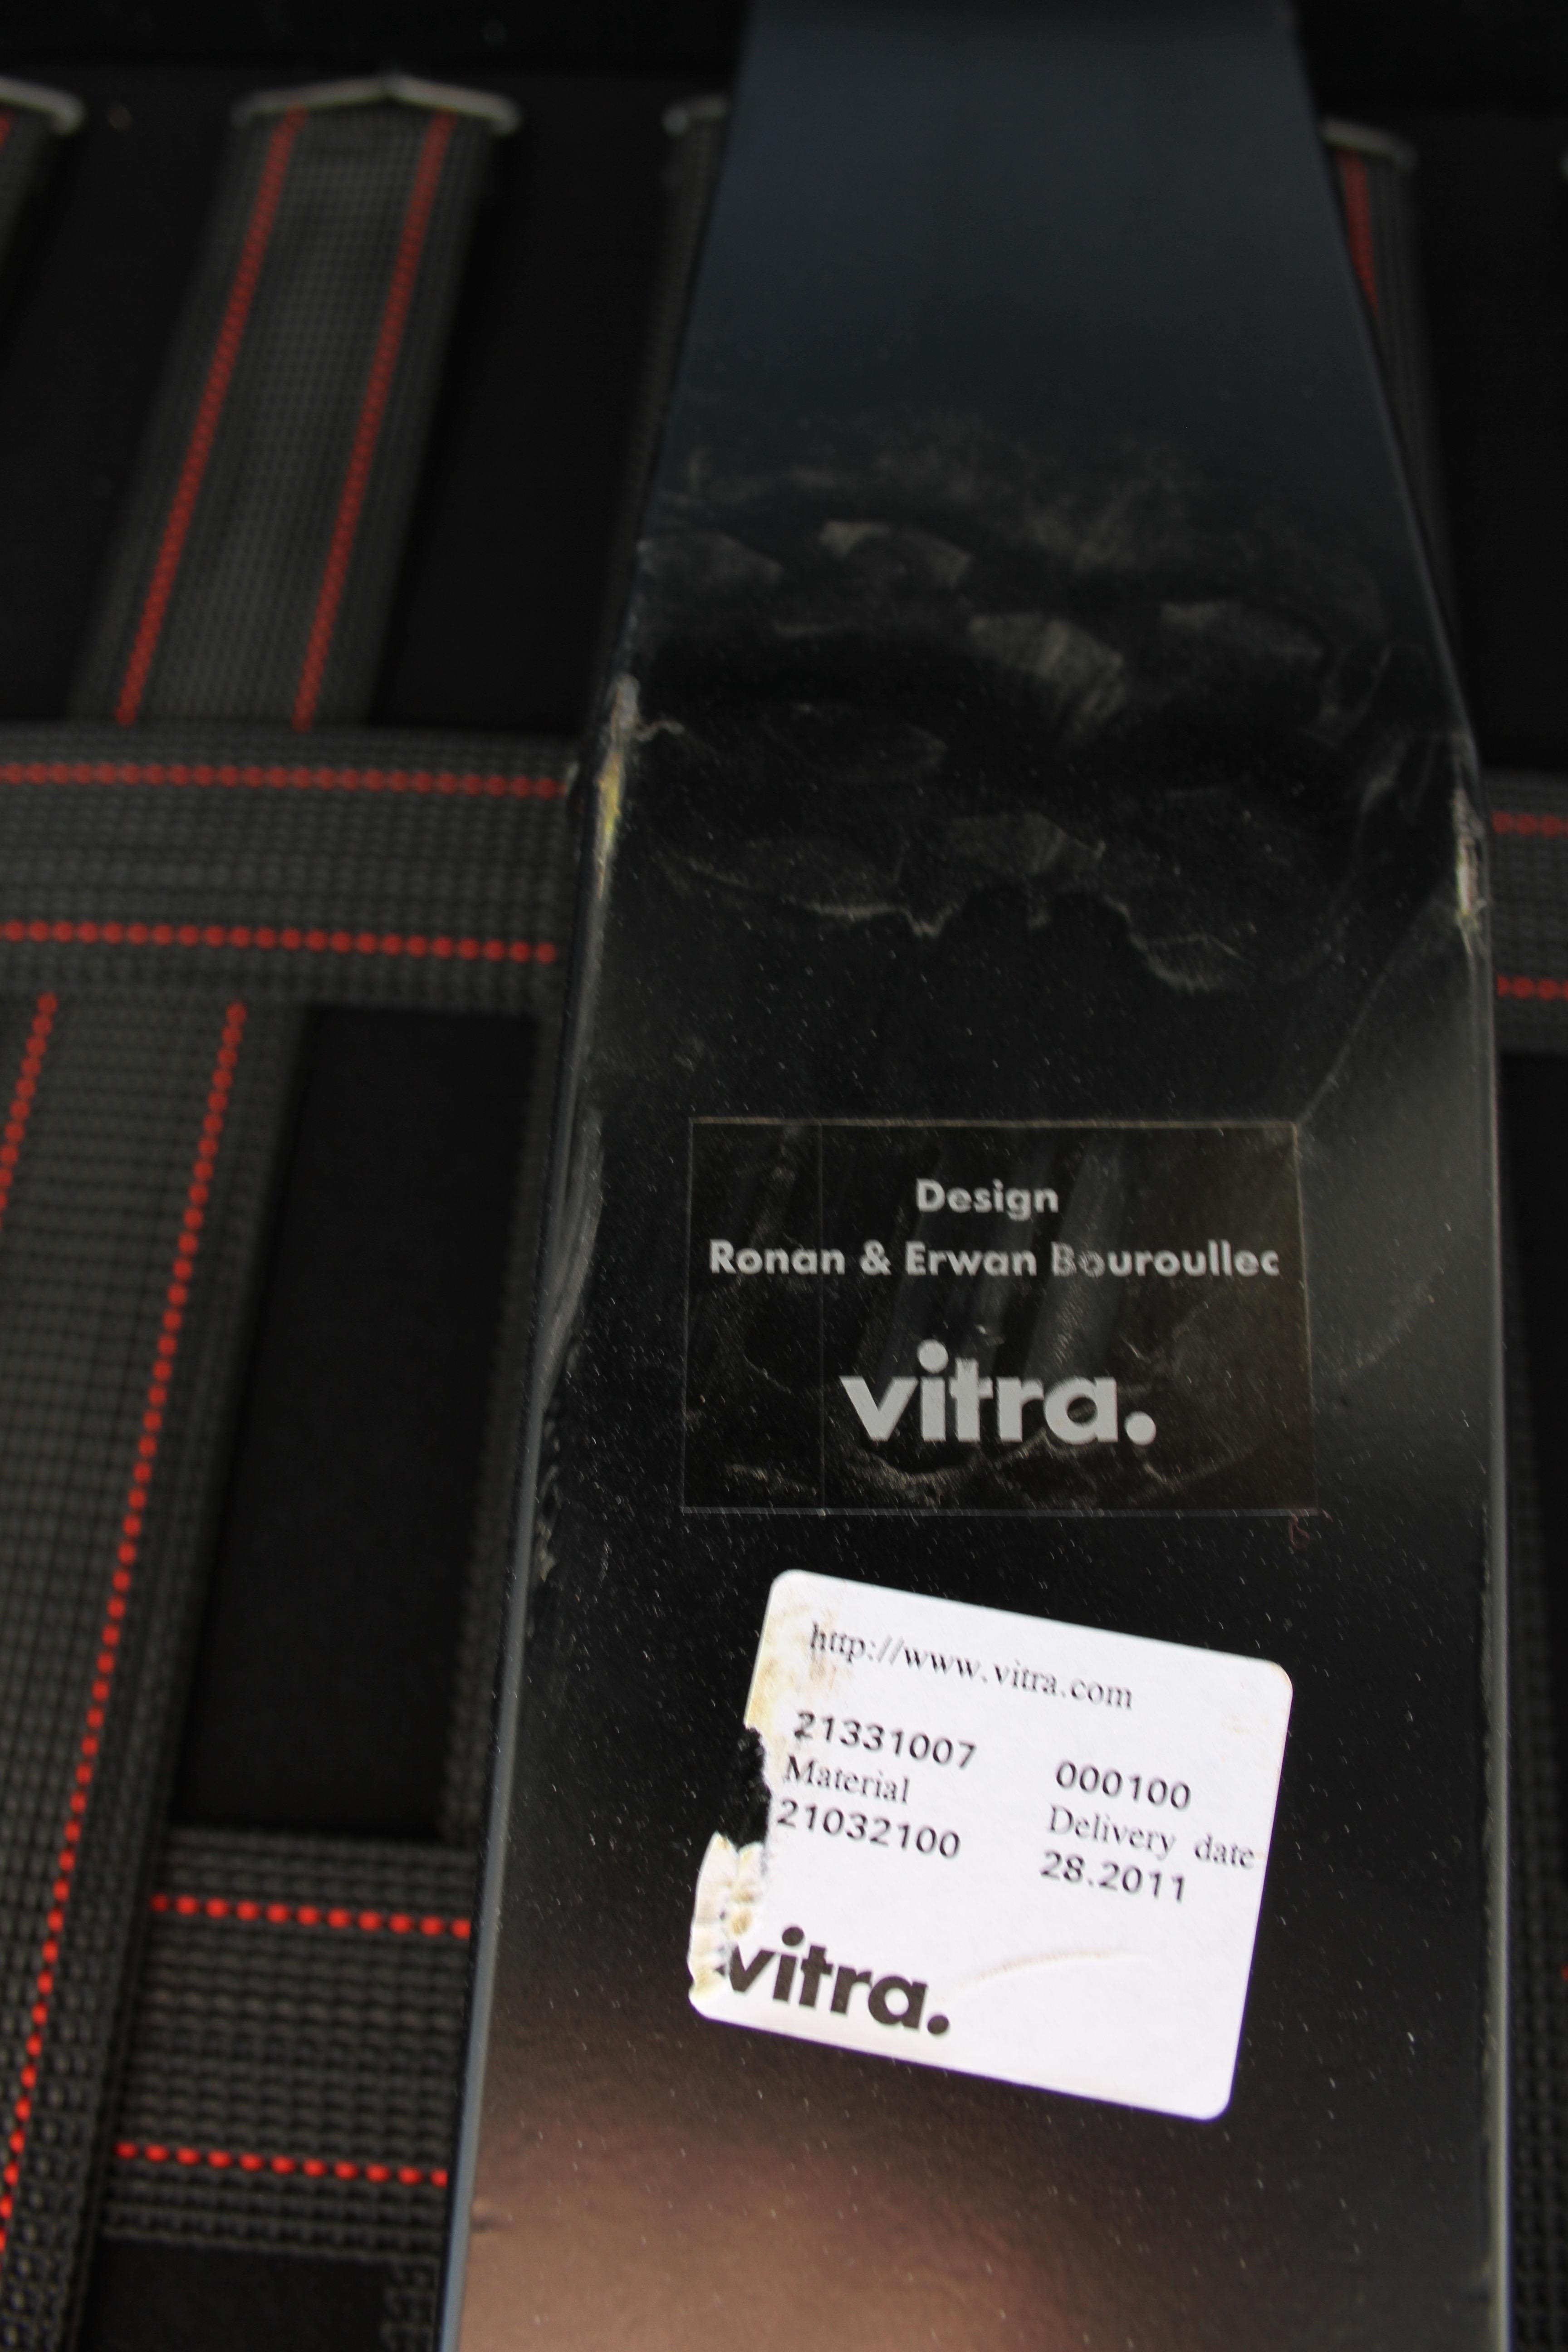 Design
Ronan & Erwan Bouroullec
vitra.
http://www.vitra.com
21331007 000100
Material Delivery date
21032100 28.2011
vitra.